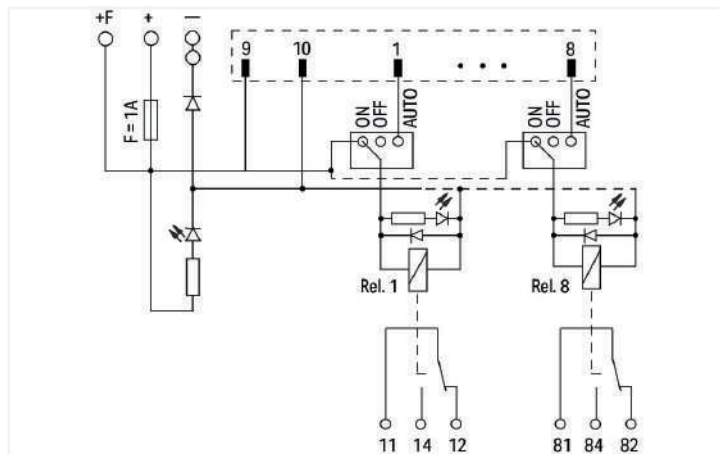 +F + −
9 10 1 • • • 8
F = 1A
ON OFF AUTO
ON OFF AUTO
Rel. 1
Rel. 8
11 14 12
81 84 82